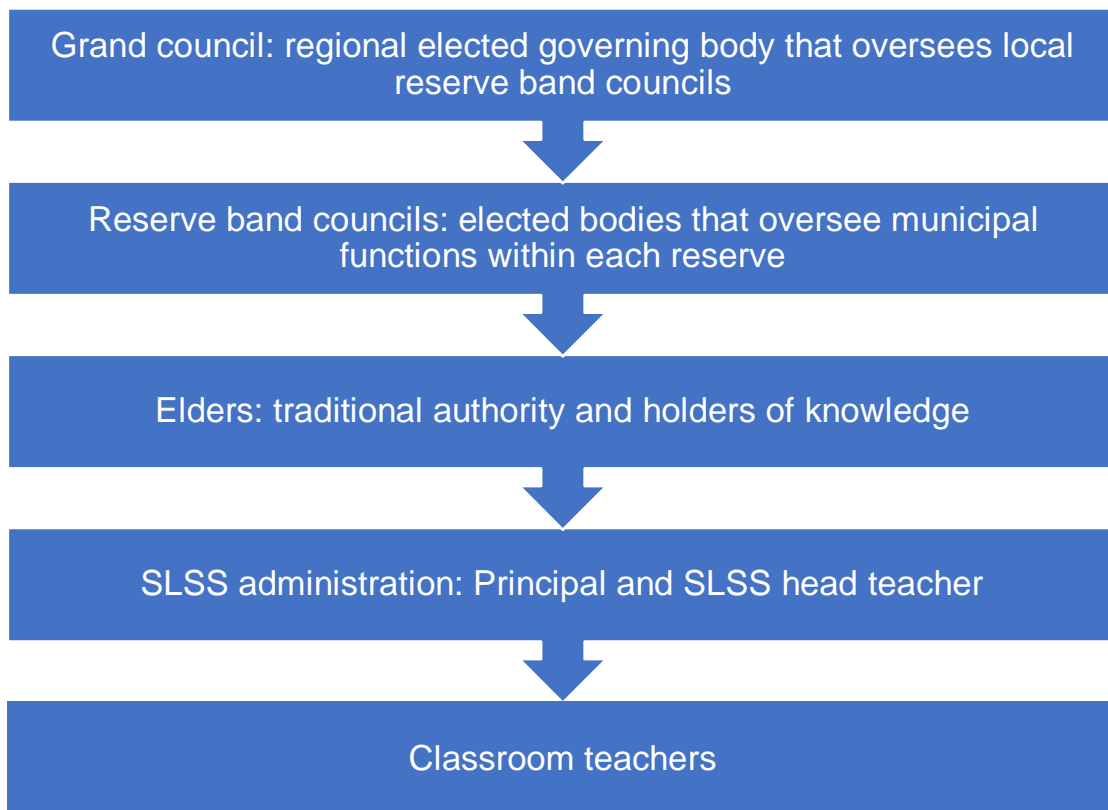 Grand council: regional elected governing body that oversees local
reserve band councils
Reserve band councils: elected bodies that oversee municipal
functions within each reserve
Elders: traditional authority and holders of knowledge
SLSS administration: Principal and SLSS head teacher
Classroom teachers